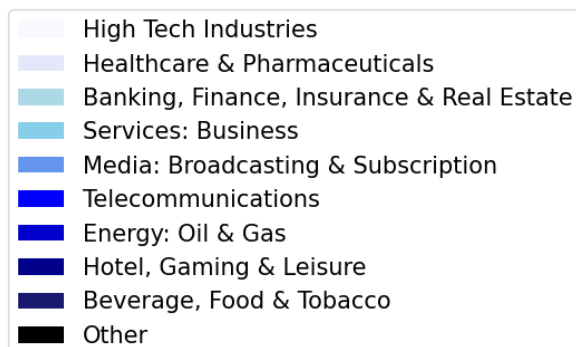 High Tech Industries
Healthcare & Pharmaceuticals
Banking, Finance, Insurance & Real Estate
Services: Business
Media: Broadcasting & Subscription
Telecommunications
Energy: Oil & Gas
Hotel, Gaming & Leisure
Beverage, Food & Tobacco
Other